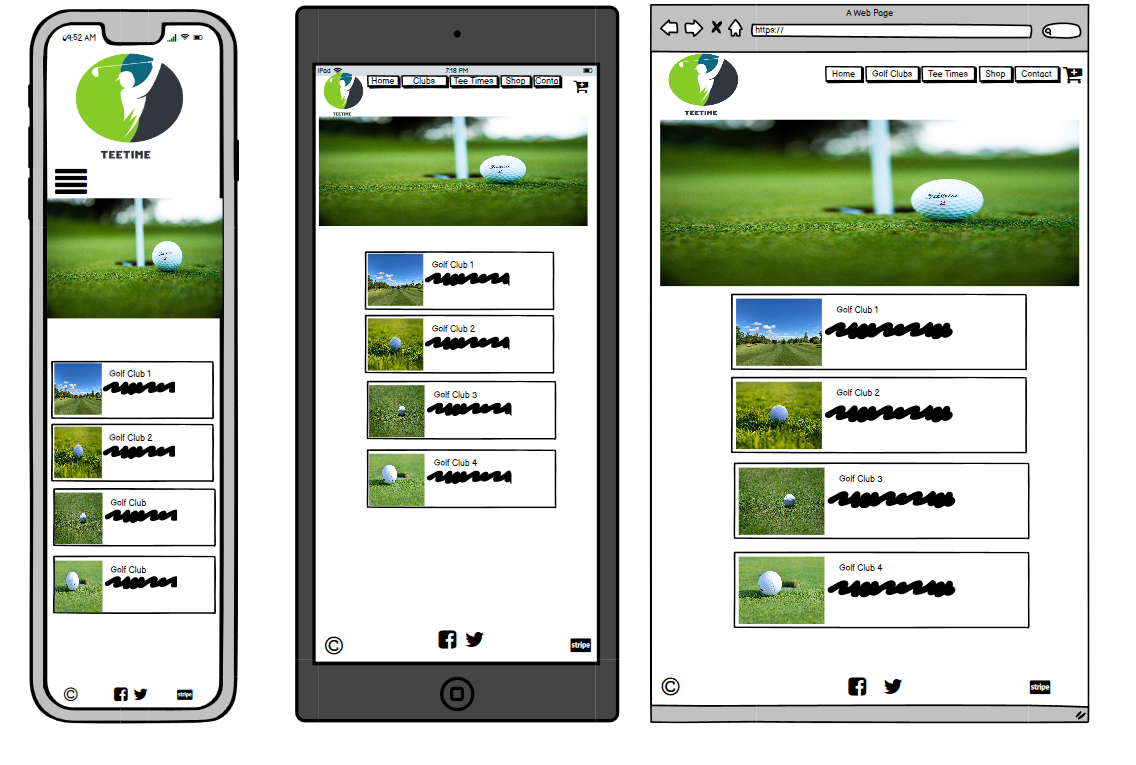 09:52 AM
TEETIME
Golf Club 1
Golf Club 2
Golf Club
Golf Club
©
stripe
iPod
7:18 PM
Home
Clubs
Tee Times
Shop
Conta
TEETIME
Golf Club 1
Golf Club 2
Golf Club 3
Golf Club 4
©
stripe
A Web Page
https://
Home
Golf Clubs
Tee Times
Shop
Contact
TEETIME
Titleist
2
Golf Club 1
Golf Club 2
Golf Club 3
Golf Club 4
©
stripe